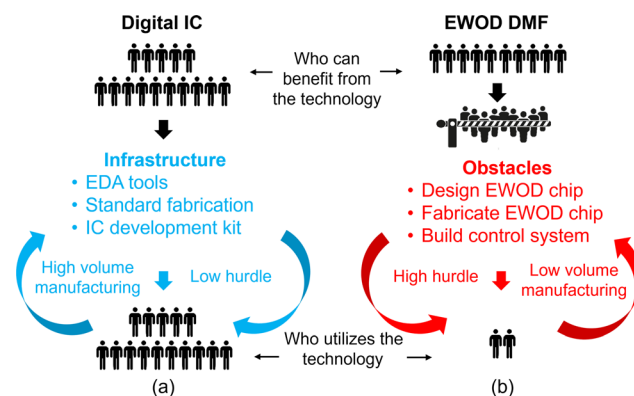 Digital IC
EWOD DMF
Who can
benefit from
the technology
Infrastructure
• EDA tools
• Standard fabrication
• IC development kit
Obstacles
• Design EWOD chip
• Fabricate EWOD chip
• Build control system
High volume
manufacturing
Low hurdle
High hurdle
Low volume
manufacturing
Who utilizes the
technology
(a)
(b)